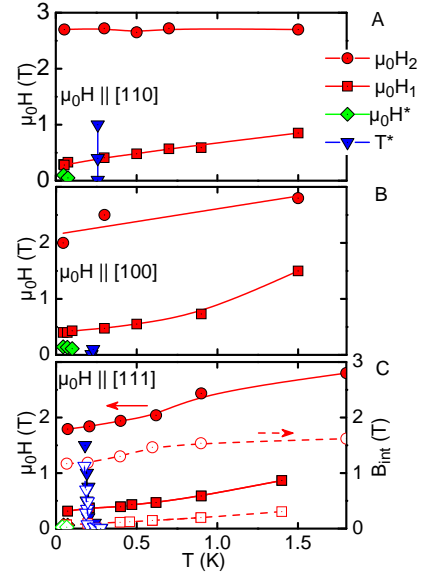 A
3
2
1
0
μ₀H (T)
μ₀H || [110]
μ₀H₂
μ₀H₁
μ₀H*
T*
B
2
1
0
μ₀H (T)
μ₀H || [100]
C
2
1
0
μ₀H (T)
μ₀H || [111]
3
2
1
0
B_int (T)
0.0 0.5 1.0 1.5
T (K)